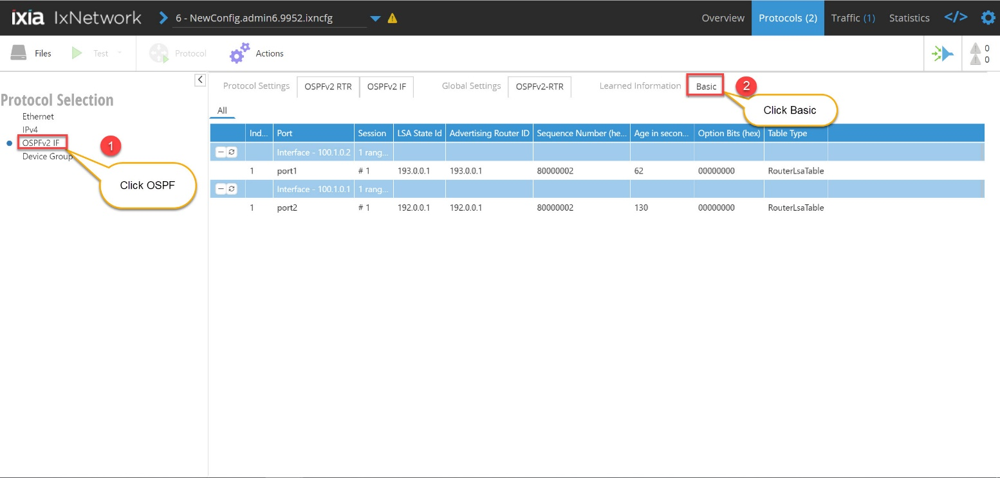 ixia IxNetwork 6 - NewConfig.admin6.9952.ixncfg Overview Protocols (2) Traffic (1) Statistics </>
Files Test Protocol Actions 0
0
Protocol Selection
Ethernet
IPv4
OSPFv2 IF
Device Group
1
Click OSPF
Protocol Settings OSPFv2 RTR OSPFv2 IF Global Settings OSPFv2-RTR Learned Information Basic 2
Click Basic
All
Ind... Port Session LSA State Id Advertising Router ID Sequence Number (he... Age in secon... Option Bits (hex) Table Type
Interface - 100.1.0.2 1 rang...
1 port1 # 1 193.0.0.1 193.0.0.1 80000002 62 00000000 RouterLsaTable
Interface - 100.1.0.1 1 rang...
1 port2 # 1 192.0.0.1 192.0.0.1 80000002 130 00000000 RouterLsaTable